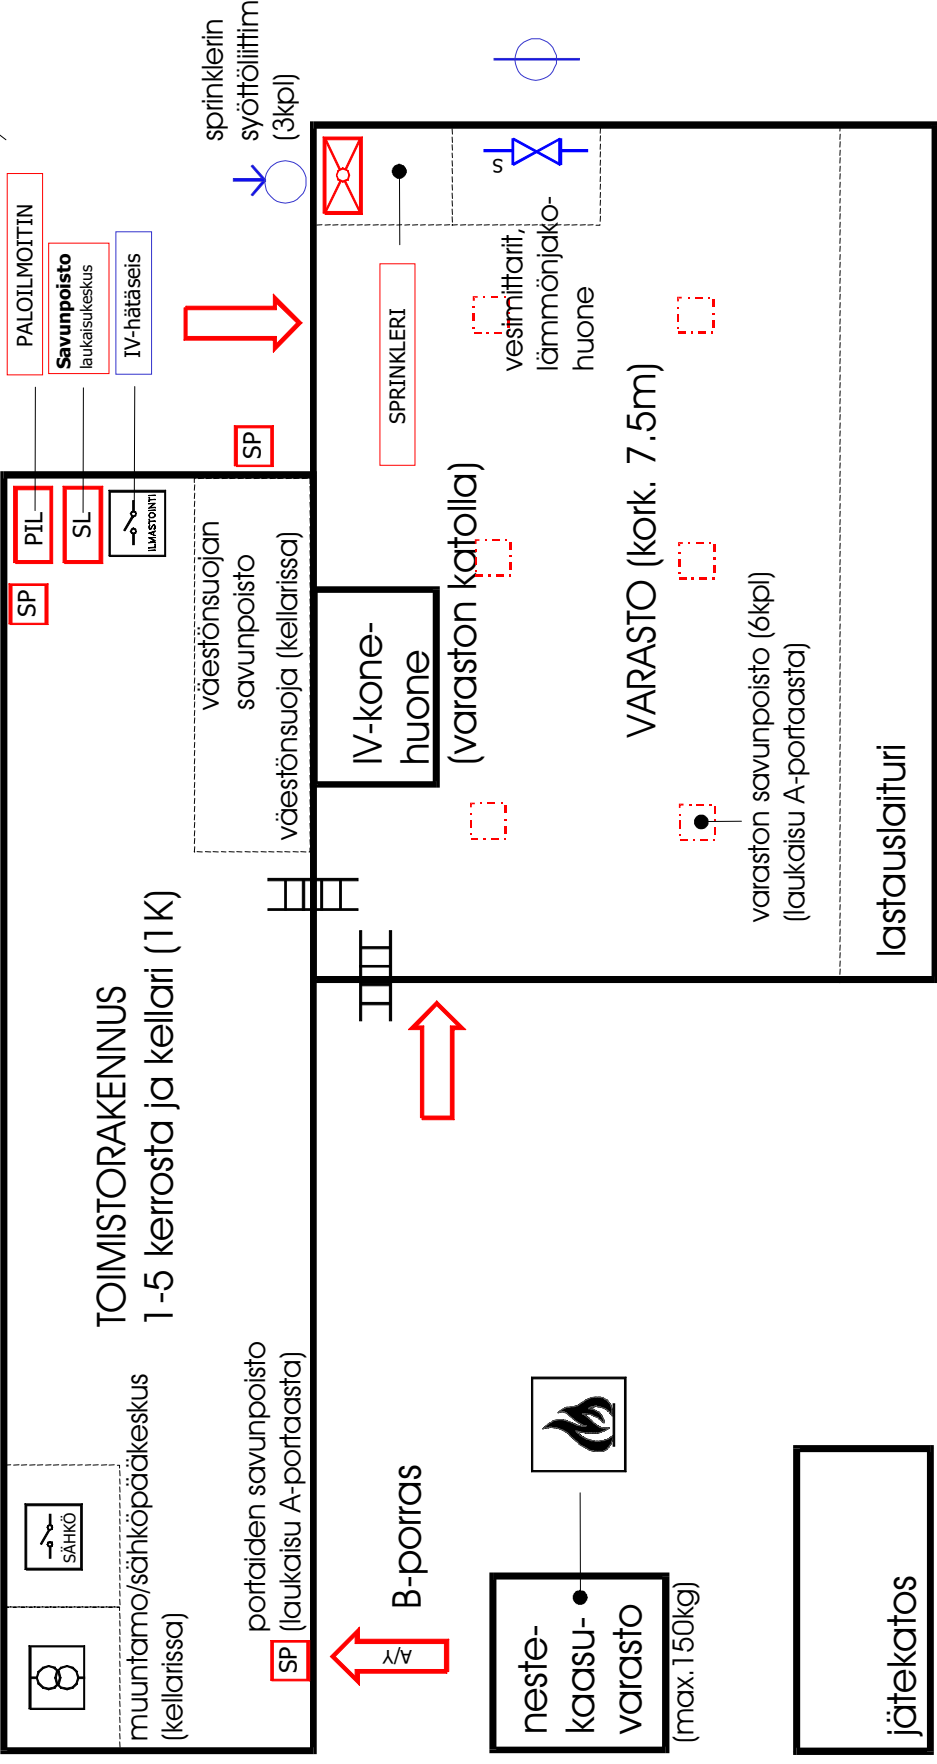 PALOILMOITIN
Savunpoisto
laukaisukeskus
IV-hätäseis
sprinklerin
syöttöliittim
(3kpl)
PIL
SL
ILMASTOINTI
SP
SP
väestönsuojan
savunpoisto
väestönsuoja (kellarissa)
TOIMISTORAKENNUS
1-5 kerrosta ja kellari (1K)
SÄHKÖ
muuntamo/sähköpääkeskus
(kellarissa)
portaiden savunpoisto
(laukaisu A-portaasta)
SP
A/Y
B-porras
SPRINKLERI
S
vesimittarit,
lämmönjako-
huone
IV-kone-
huone
(varaston katolla)
VARASTO (kork. 7.5m)
varaston savunpoisto (6kpl)
(laukaisu A-portaasta)
lastauslaituri
neste-
kaasu-
varasto
(max.150kg)
jätekatos